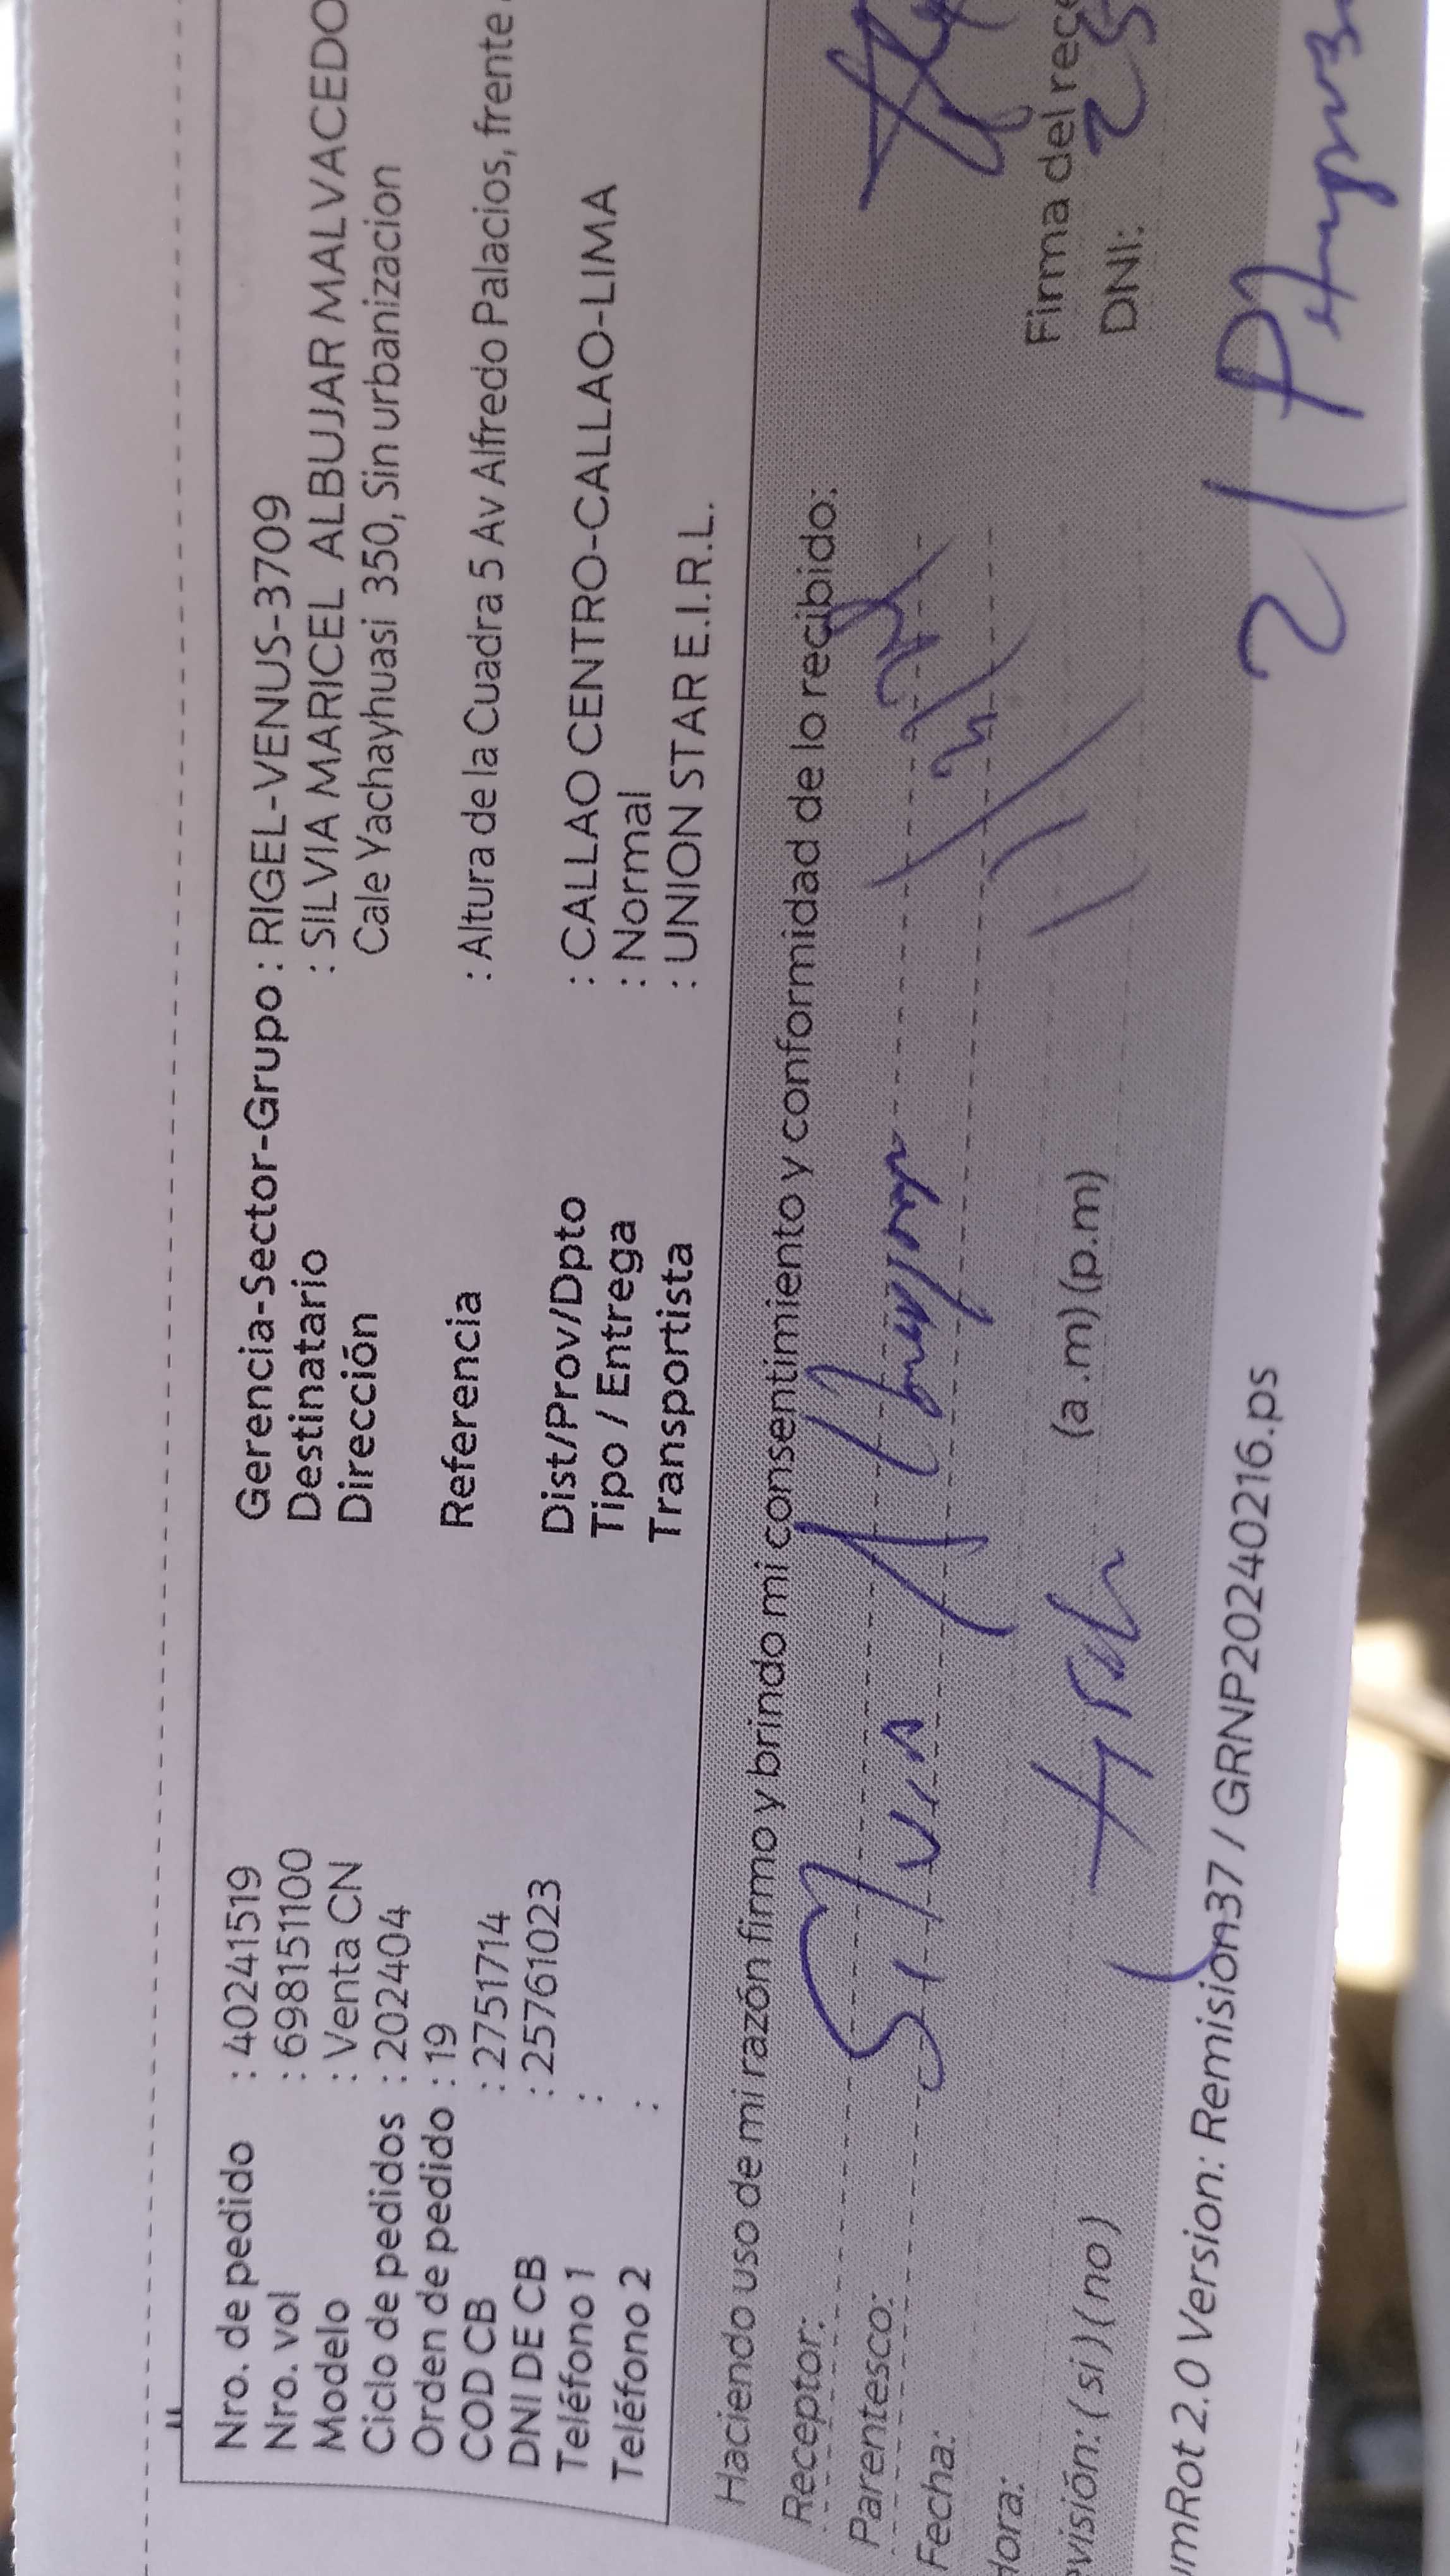 Nro. de pedido : 40241519
Nro. vol : 698151100
Modelo : Venta CN
Ciclo de pedidos : 202404
Orden de pedido : 19
COD CB : 2751714
DNI DE CB : 25761023
Teléfono 1 :
Teléfono 2 :
Gerencia-Sector-Grupo : RIGEL-VENUS-3709
Destinatario : SILVIA MARICEL ALBUJAR MALVACEDO
Dirección Cale Yachayhuasi 350, Sin urbanizacion
Referencia : Altura de la Cuadra 5 Av Alfredo Palacios, frente
Dist/Prov/Dpto : CALLAO CENTRO-CALLAO-LIMA
Tipo / Entrega : Normal
Transportista : UNION STAR E.I.R.L.
Haciendo uso de mi razón firmo y brindo mi consentimiento y conformidad de lo recibido:
Receptor: Silvia
Parentesco:
Fecha:
Hora: (a .m) (p.m)
Firma del rece
DNI: 25
visión: ( si ) ( no )
umRot 2.0 Version: Remision37 / GRNP20240216.ps